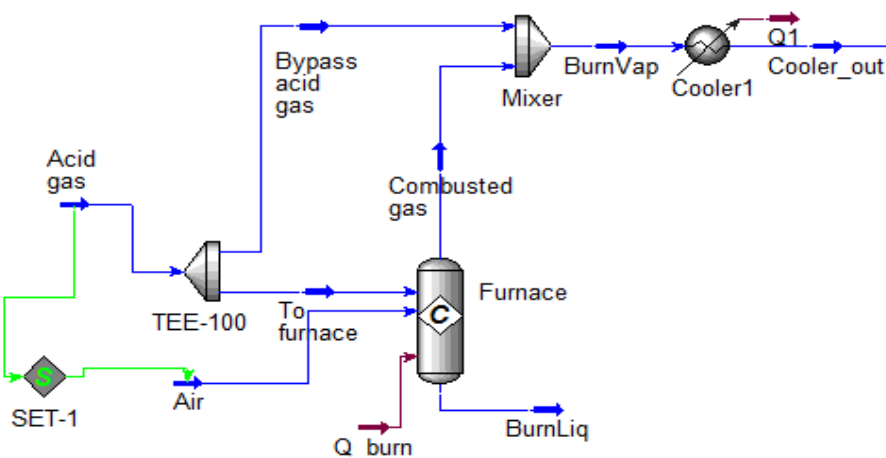 Q1
Bypass
acid
gas
BurnVap
Cooler_out
Mixer
Cooler1
Acid
gas
Combusted
gas
Furnace
C
TEE-100
To
furnace
S
Air
SET-1
Q_burn
BurnLiq